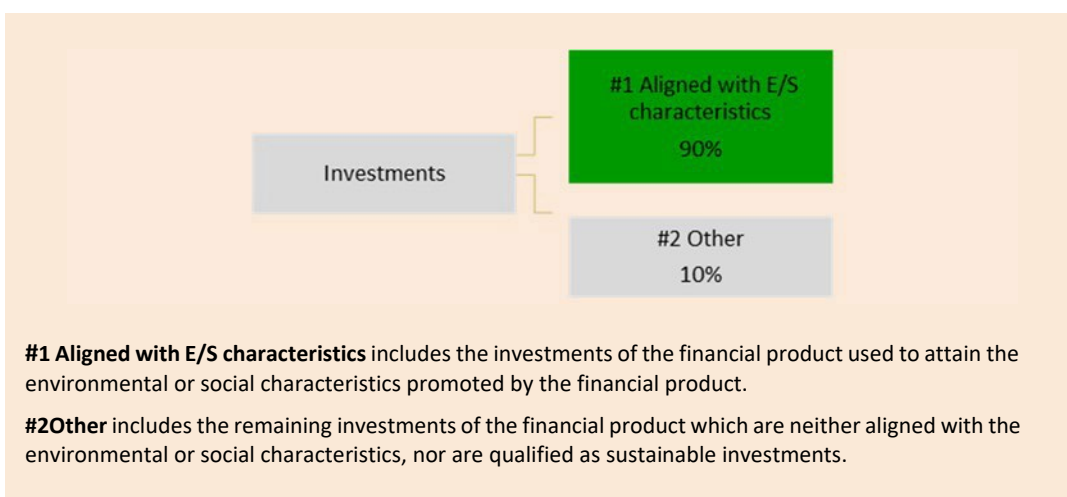 #1 Aligned with E/S
characteristics
90%
Investments
#2 Other
10%
#1 Aligned with E/S characteristics includes the investments of the financial product used to attain the
environmental or social characteristics promoted by the financial product.
#2Other includes the remaining investments of the financial product which are neither aligned with the
environmental or social characteristics, nor are qualified as sustainable investments.